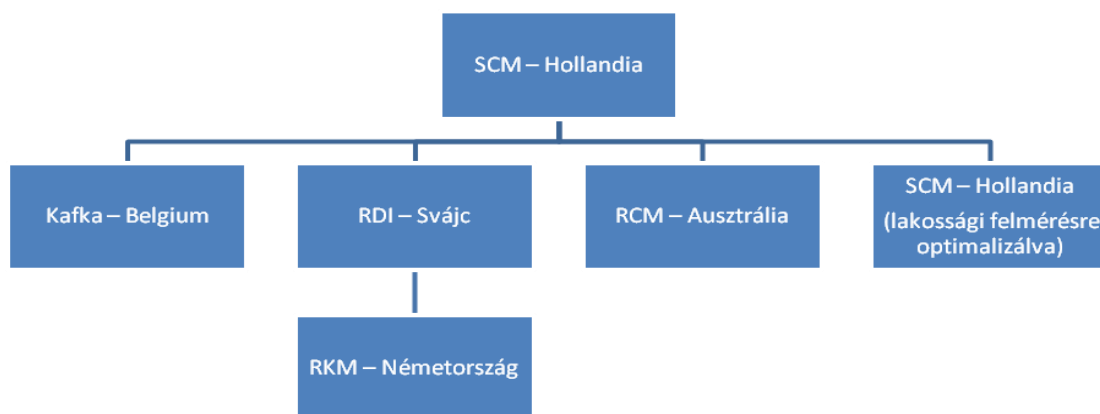 SCM – Hollandia
Kafka – Belgium
RDI – Svájc
RCM – Ausztrália
SCM – Hollandia
(lakossági felmérésre
optimalizálva)
RKM – Németország